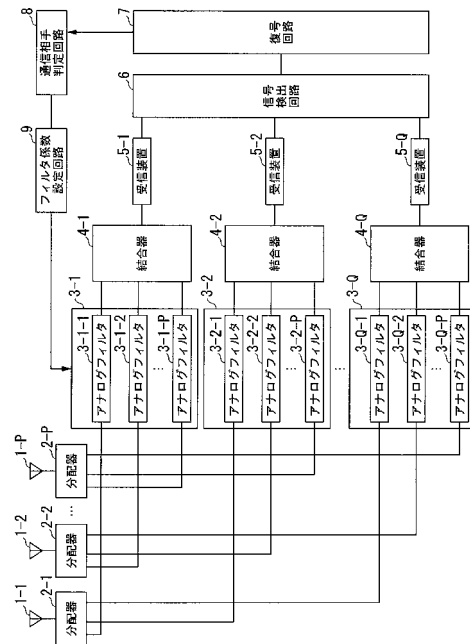 1-1
分配器
2-1
1-2
分配器
2-2
…
1-P
分配器
2-P
3-1
3-1-1
アナログフィルタ
3-1-2
アナログフィルタ
…
3-1-P
アナログフィルタ
3-2
3-2-1
アナログフィルタ
3-2-2
アナログフィルタ
…
3-2-P
アナログフィルタ
…
3-Q
3-Q-1
アナログフィルタ
3-Q-2
アナログフィルタ
…
3-Q-P
アナログフィルタ
4-1
結合器
4-2
結合器
…
4-Q
結合器
5-1
受信装置
5-2
受信装置
…
5-Q
受信装置
6
信号
検出
回路
7
復号
回路
8
通信相手
判定回路
9
フィルタ係数
設定回路